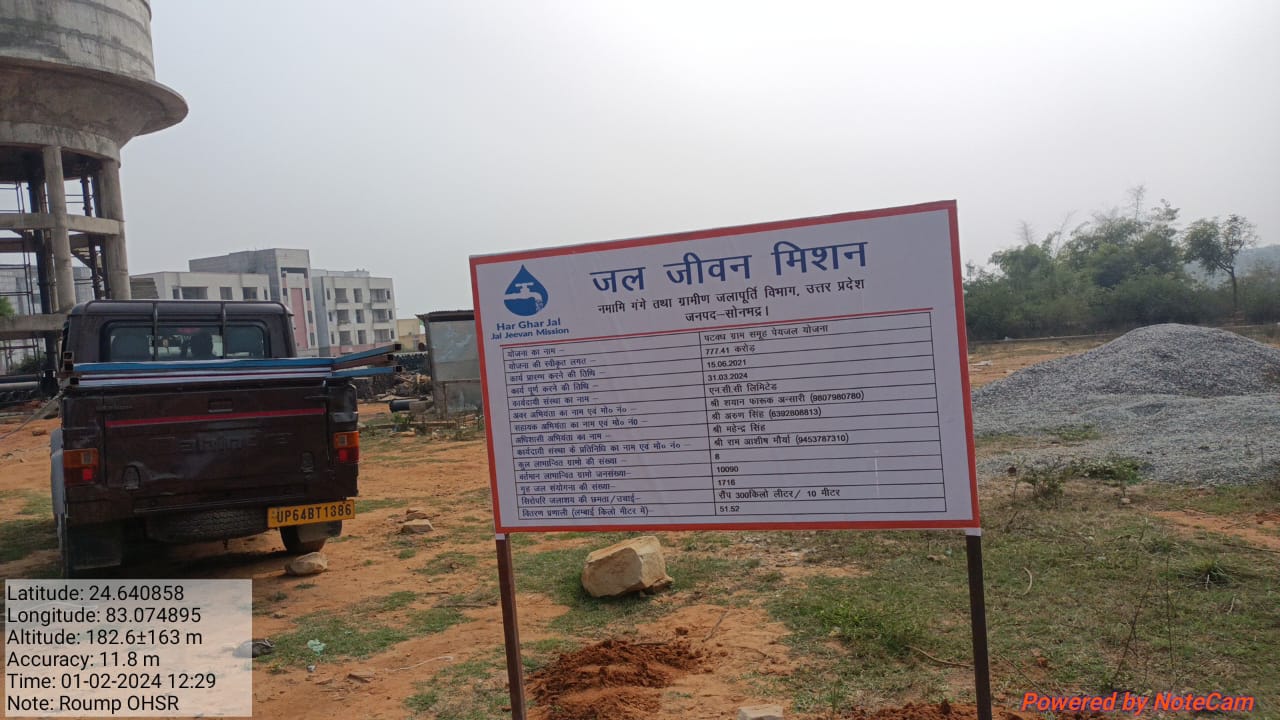 जल जीवन मिशन
नमामि गंगे तथा ग्रामीण जलापूर्ति विभाग, उत्तर प्रदेश
जनपद–सोनभद्र।
Har Ghar Jal
Jal Jeevan Mission
योजना का नाम – पटवध ग्राम समूह पेयजल योजना
योजना की स्वीकृत लागत – 777.41 करोड़
कार्य प्रारम्भ करने की तिथि – 15.06.2021
कार्य पूर्ण करने की तिथि – 31.03.2024
कार्यदायी संस्था का नाम – एन.सी.सी लिमिटेड
अवर अभियंता का नाम एवं मो० नं० – श्री शयान फारूक अन्सारी (9807980780)
सहायक अभियंता का नाम एवं मो० नं० श्री अरुण सिंह (6392808813)
अधिशासी अभियंता का नाम – श्री महेन्द्र सिंह
कार्यदायी संस्था के प्रतिनिधि का नाम एवं मो० नं० – श्री राम आशीष मौर्या (9453787310)
कुल लाभान्वित ग्रामो की संख्या – 8
वर्तमान लाभान्वित ग्रामो जनसंख्या– 10090
गृह जल संयोगना की संख्या– 1716
सिरोपरि जलाशय की छमता/उचाई– रौंप 300किलो लीटर/ 10 मीटर
वितरण प्रणाली (लम्बाई किलो मीटर में)– 51.52
UP64BT1386
Latitude: 24.640858
Longitude: 83.074895
Altitude: 182.6±163 m
Accuracy: 11.8 m
Time: 01-02-2024 12:29
Note: Roump OHSR
Powered by NoteCam